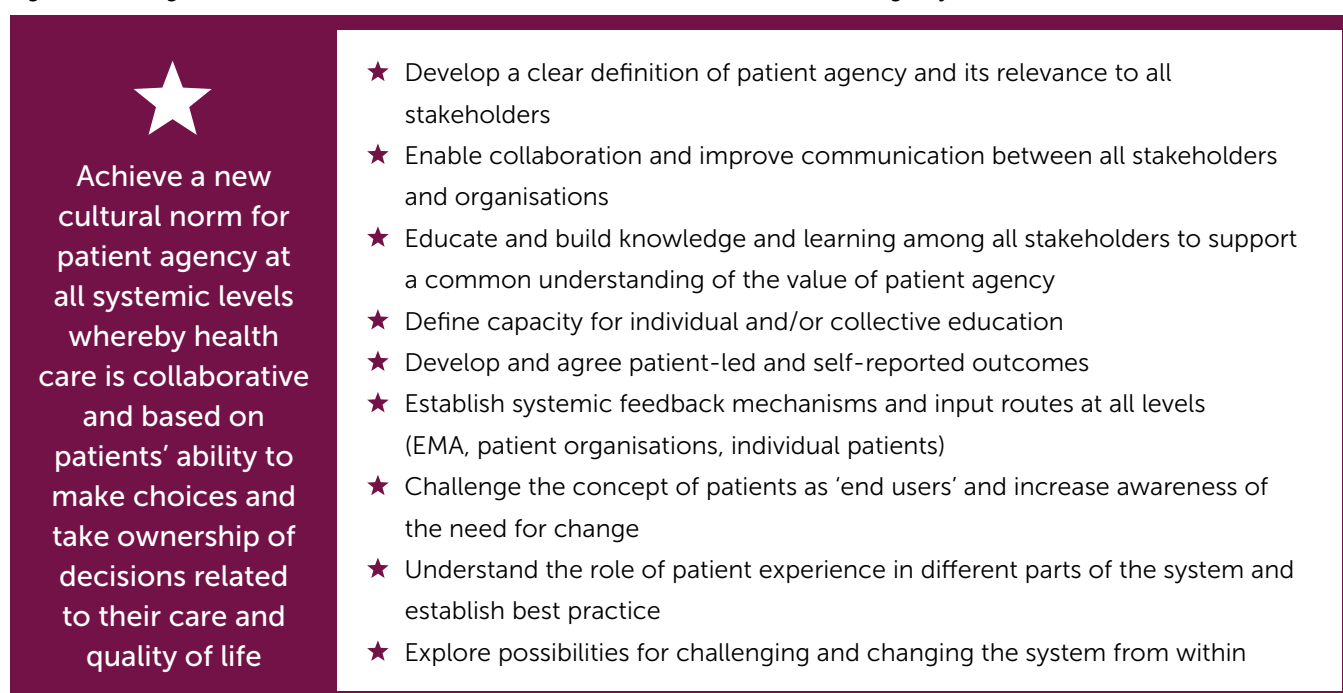 Achieve a new
cultural norm for
patient agency at
all systemic levels
whereby health
care is collaborative
and based on
patients’ ability to
make choices and
take ownership of
decisions related
to their care and
quality of life
Develop a clear definition of patient agency and its relevance to all
stakeholders
Enable collaboration and improve communication between all stakeholders
and organisations
Educate and build knowledge and learning among all stakeholders to support
a common understanding of the value of patient agency
Define capacity for individual and/or collective education
Develop and agree patient-led and self-reported outcomes
Establish systemic feedback mechanisms and input routes at all levels
(EMA, patient organisations, individual patients)
Challenge the concept of patients as ‘end users’ and increase awareness of
the need for change
Understand the role of patient experience in different parts of the system and
establish best practice
Explore possibilities for challenging and changing the system from within